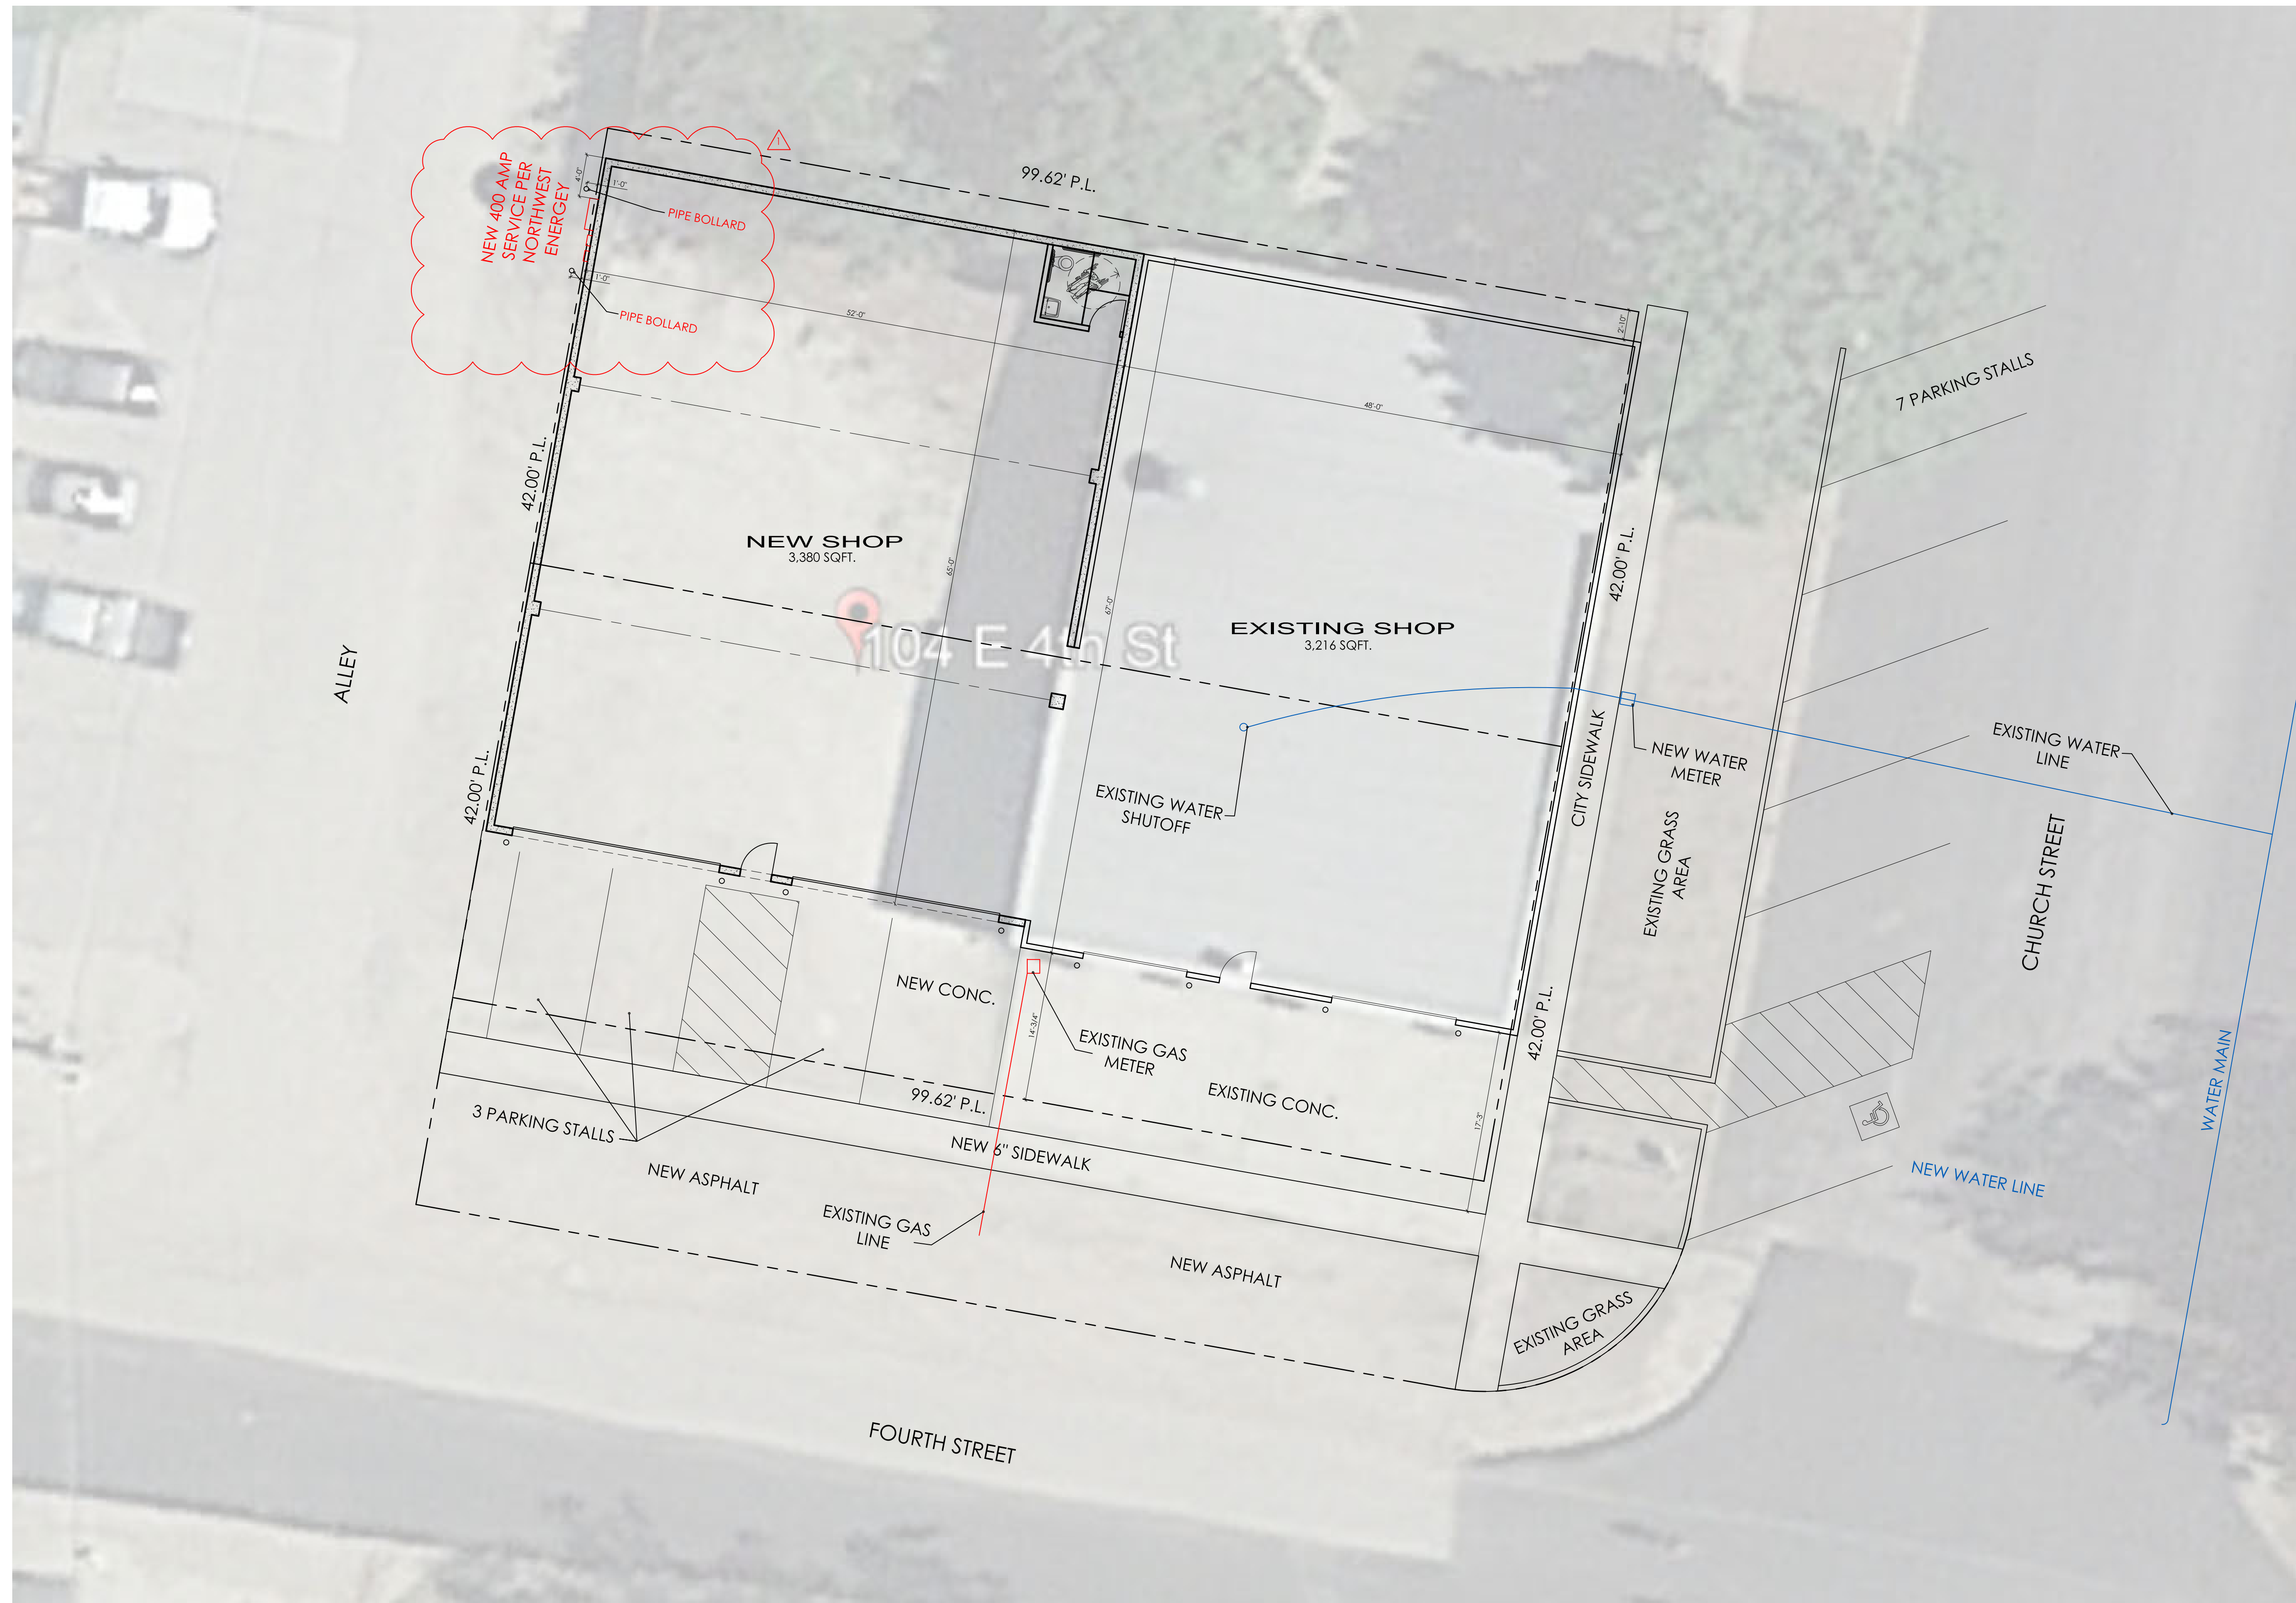 NEW 400 AMP
SERVICE PER
NORTHWEST
ENERGEY
1
4'-0"
1'-0"
PIPE BOLLARD
1'-0"
PIPE BOLLARD
99.62' P.L.
52'-0"
48'-0"
2'-10"
7 PARKING STALLS
42.00' P.L.
NEW SHOP
3,380 SQFT.
65'-0"
67'-0"
104 E 4th St
EXISTING SHOP
3,216 SQFT.
42.00' P.L.
ALLEY
42.00' P.L.
EXISTING WATER
SHUTOFF
CITY SIDEWALK
NEW WATER
METER
EXISTING WATER
LINE
EXISTING GRASS
AREA
CHURCH STREET
NEW CONC.
14'-3/4"
EXISTING GAS
METER
EXISTING CONC.
42.00' P.L.
17'-3"
99.62' P.L.
3 PARKING STALLS
NEW 6" SIDEWALK
NEW ASPHALT
EXISTING GAS
LINE
NEW ASPHALT
WATER MAIN
NEW WATER LINE
EXISTING GRASS
AREA
FOURTH STREET